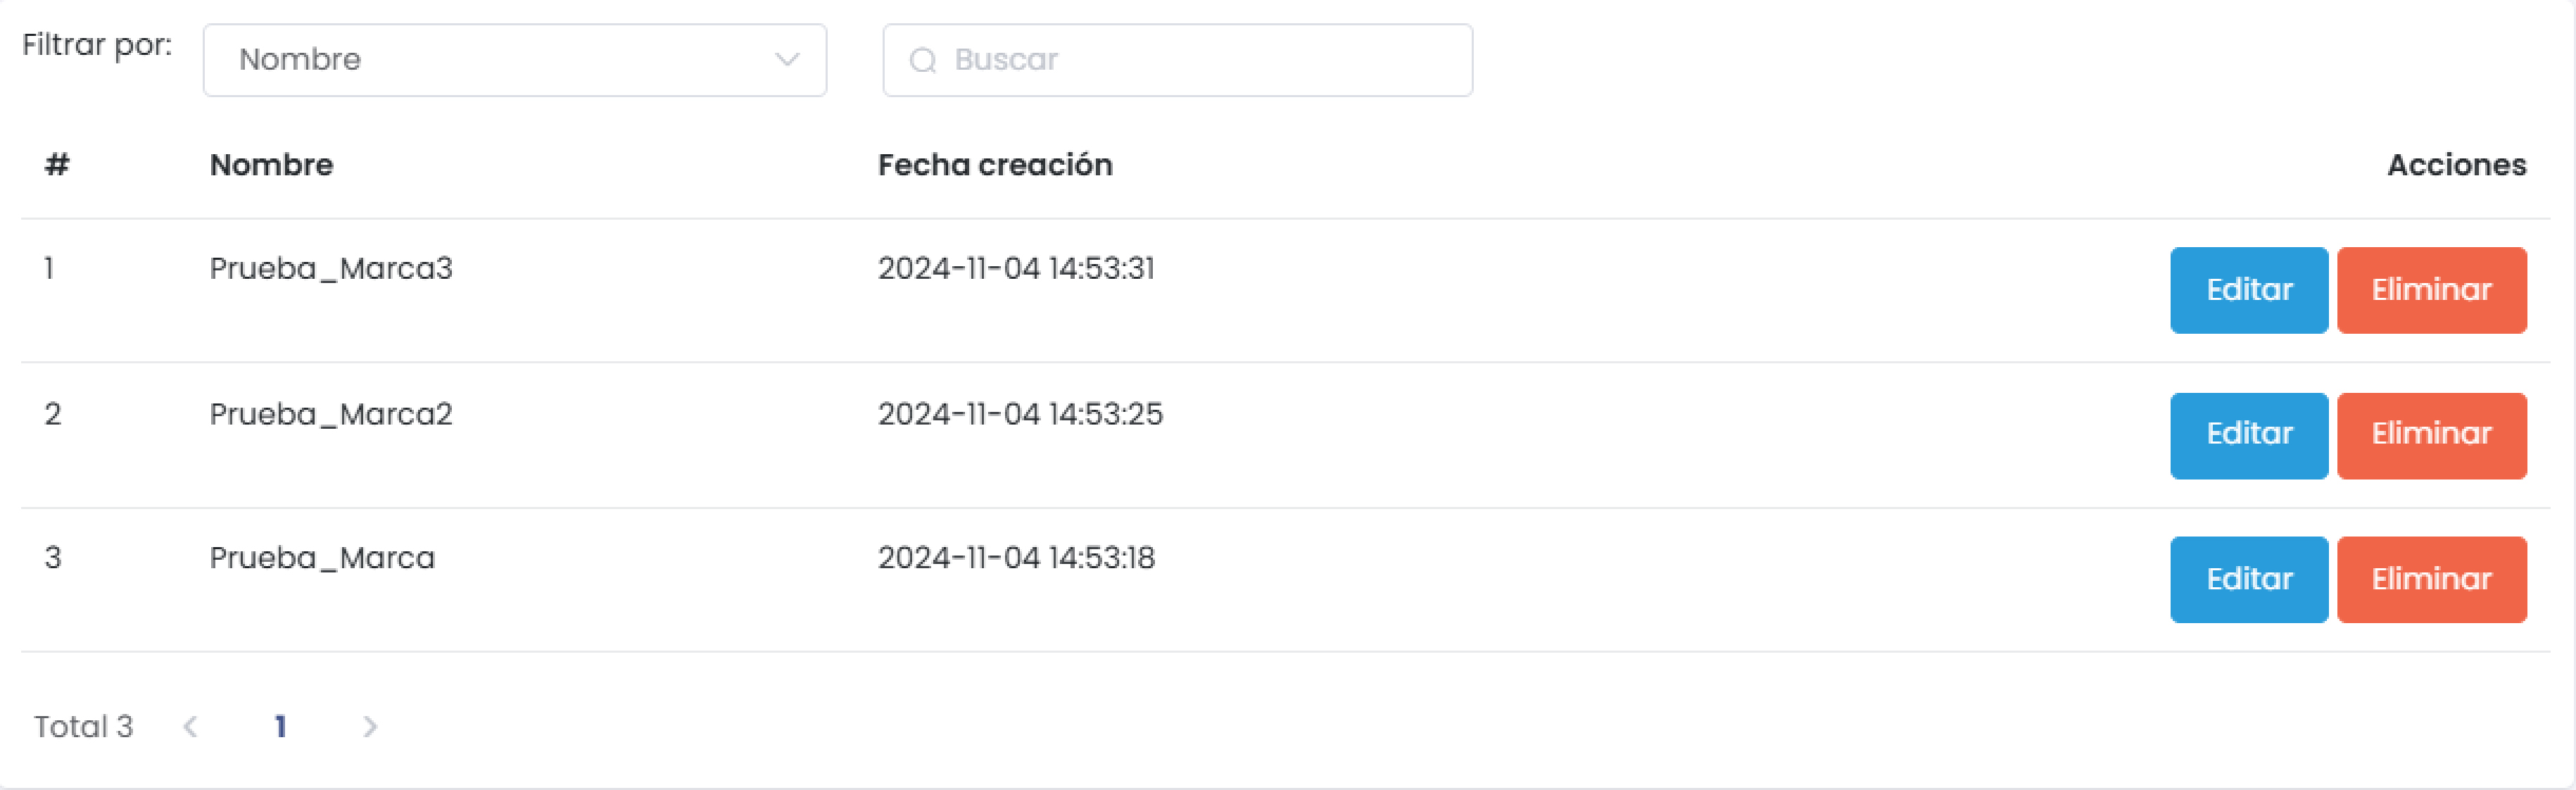 Filtrar por: Nombre Buscar
# Nombre Fecha creación Acciones
1 Prueba_Marca3 2024-11-04 14:53:31 Editar Eliminar
2 Prueba_Marca2 2024-11-04 14:53:25 Editar Eliminar
3 Prueba_Marca 2024-11-04 14:53:18 Editar Eliminar
Total 3 < 1 >